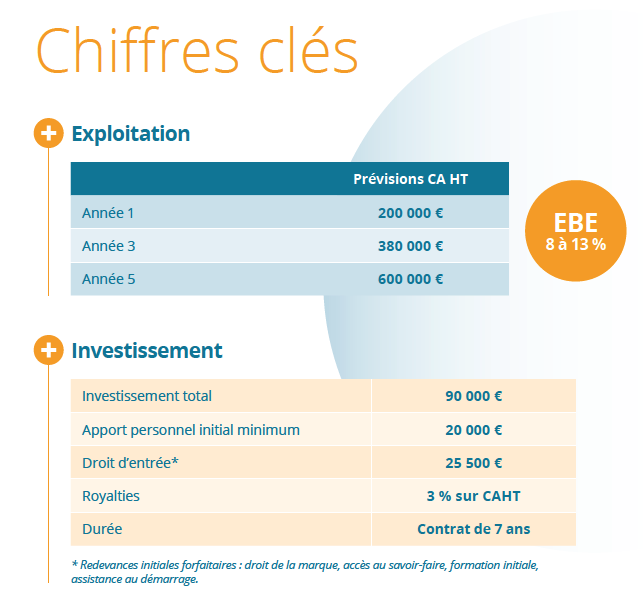 Chiffres clés
Exploitation
Prévisions CA HT
Année 1 200 000 €
Année 3 380 000 €
Année 5 600 000 €
EBE
8 à 13 %
Investissement
Investissement total 90 000 €
Apport personnel initial minimum 20 000 €
Droit d'entrée* 25 500 €
Royalties 3 % sur CAHT
Durée Contrat de 7 ans
* Redevances initiales forfaitaires : droit de la marque, accès au savoir-faire, formation initiale,
assistance au démarrage.